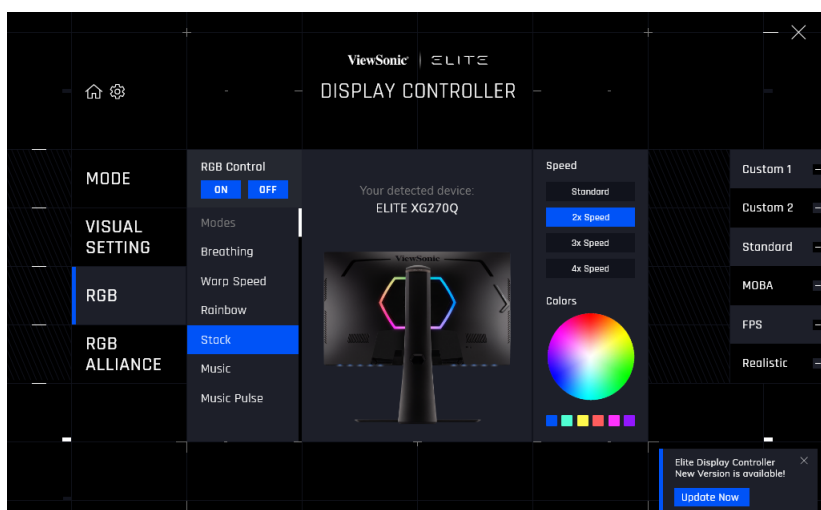 ViewSonic | ELITE
DISPLAY CONTROLLER
MODE
VISUAL
SETTING
RGB
RGB
ALLIANCE
RGB Control
ON OFF
Modes
Breathing
Warp Speed
Rainbow
Stack
Music
Music Pulse
Your detected device:
ELITE XG270Q
ViewSonic
Speed
Standard
2x Speed
3x Speed
4x Speed
Colors
Custom 1
Custom 2
Standard
MOBA
FPS
Realistic
Elite Display Controller
New Version is available!
Update Now